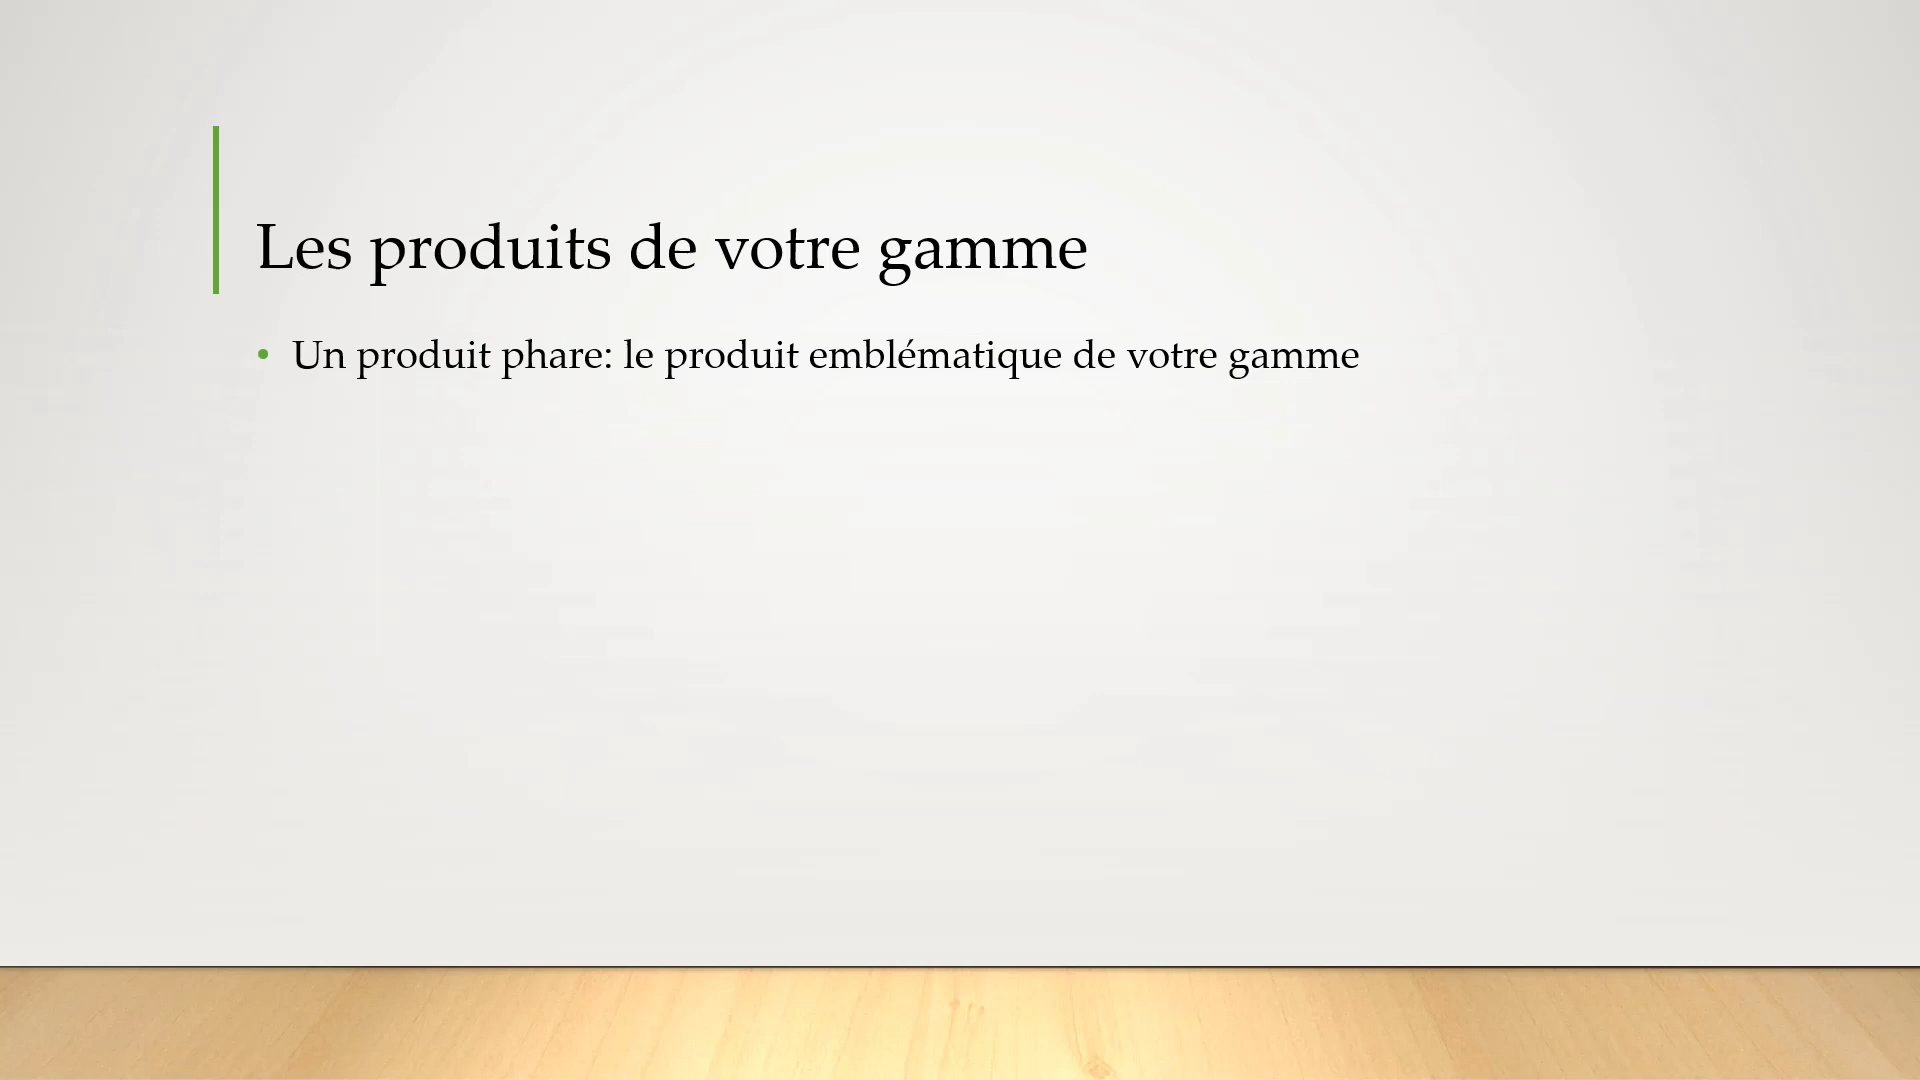 Les produits de votre gamme
• Un produit phare: le produit emblématique de votre gamme